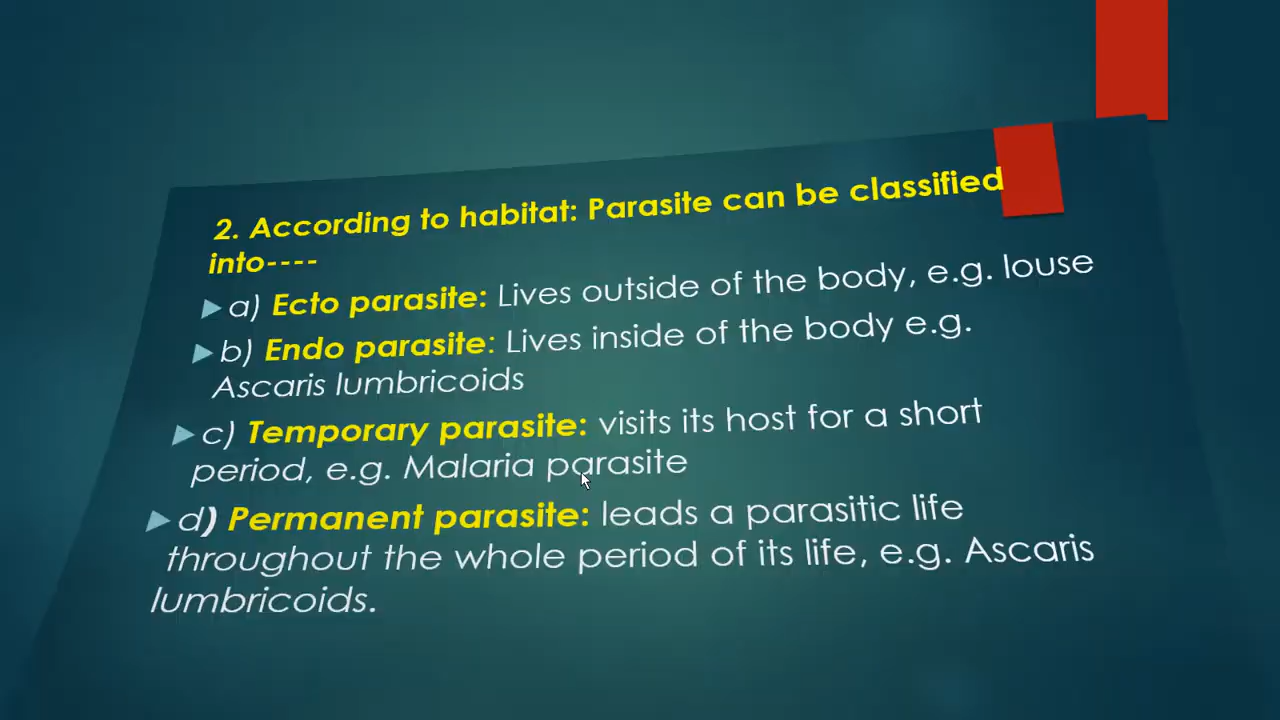 2. According to habitat: Parasite can be classified
into----
a) Ecto parasite: Lives outside of the body, e.g. louse
b) Endo parasite: Lives inside of the body e.g.
Ascaris lumbricoids
c) Temporary parasite: visits its host for a short
period, e.g. Malaria parasite
d) Permanent parasite: leads a parasitic life
throughout the whole period of its life, e.g. Ascaris
lumbricoids.